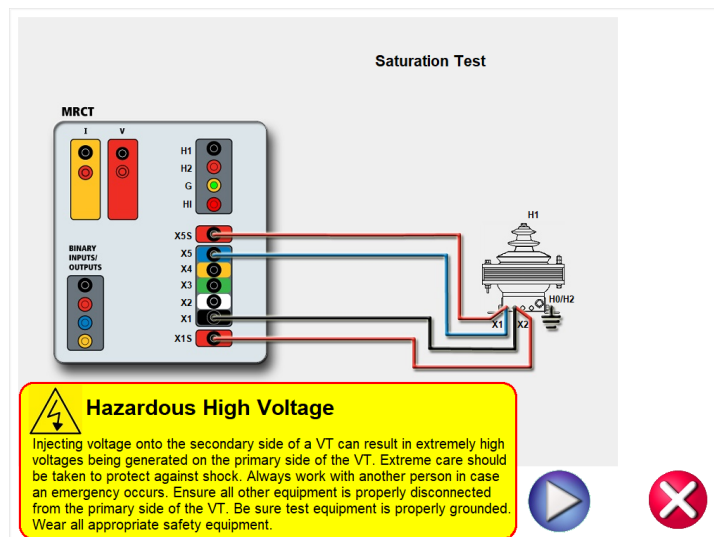 Saturation Test
MRCT
I V
H1
H2
G
HI
X5S
X5
X4
X3
X2
X1
X1S
BINARY
INPUTS/
OUTPUTS
H1
H0/H2
X1 X2
Hazardous High Voltage
Injecting voltage onto the secondary side of a VT can result in extremely high
voltages being generated on the primary side of the VT. Extreme care should
be taken to protect against shock. Always work with another person in case
an emergency occurs. Ensure all other equipment is properly disconnected
from the primary side of the VT. Be sure test equipment is properly grounded.
Wear all appropriate safety equipment.